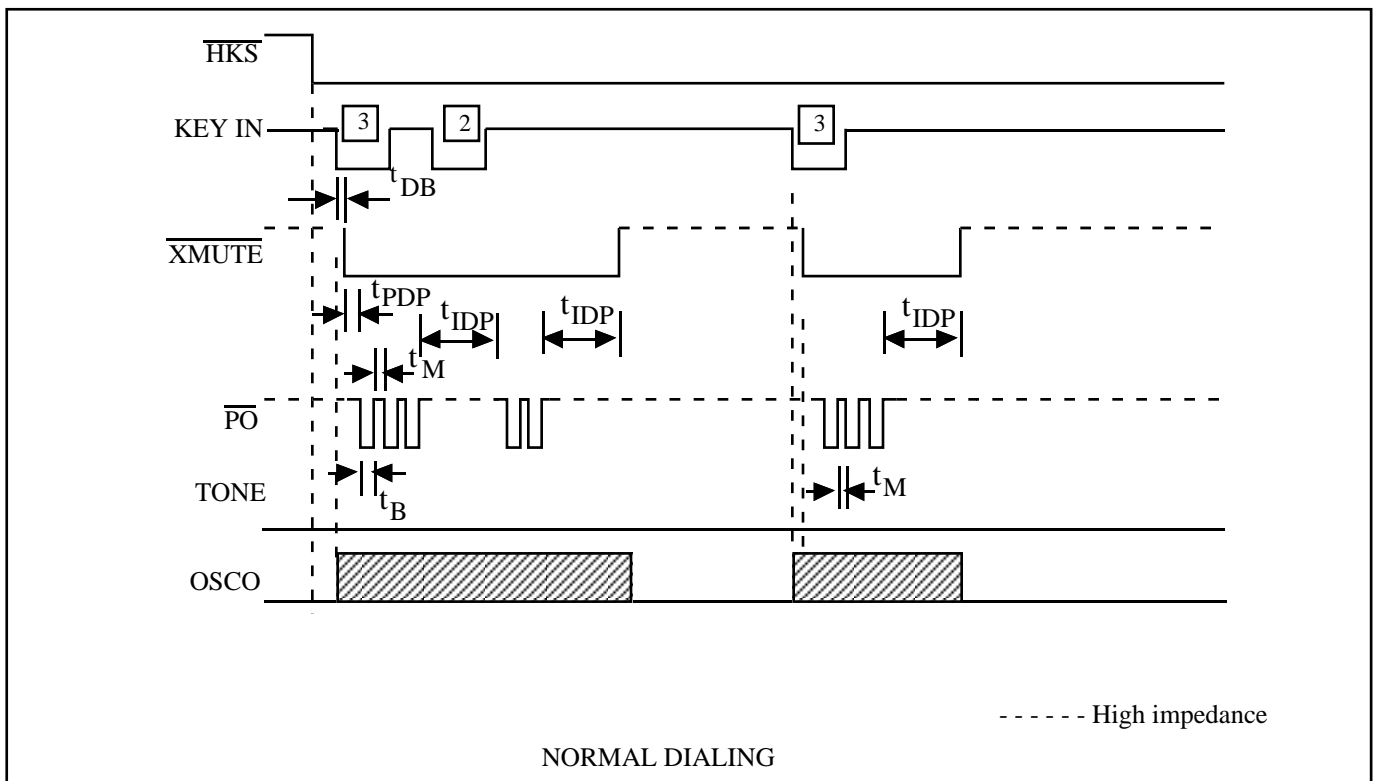 HKS
KEY IN
3
2
3
tDB
XMUTE
tPDP
tIDP
tIDP
tIDP
tM
PO
TONE
tB
tM
OSCO
- - - - - - High impedance
NORMAL DIALING